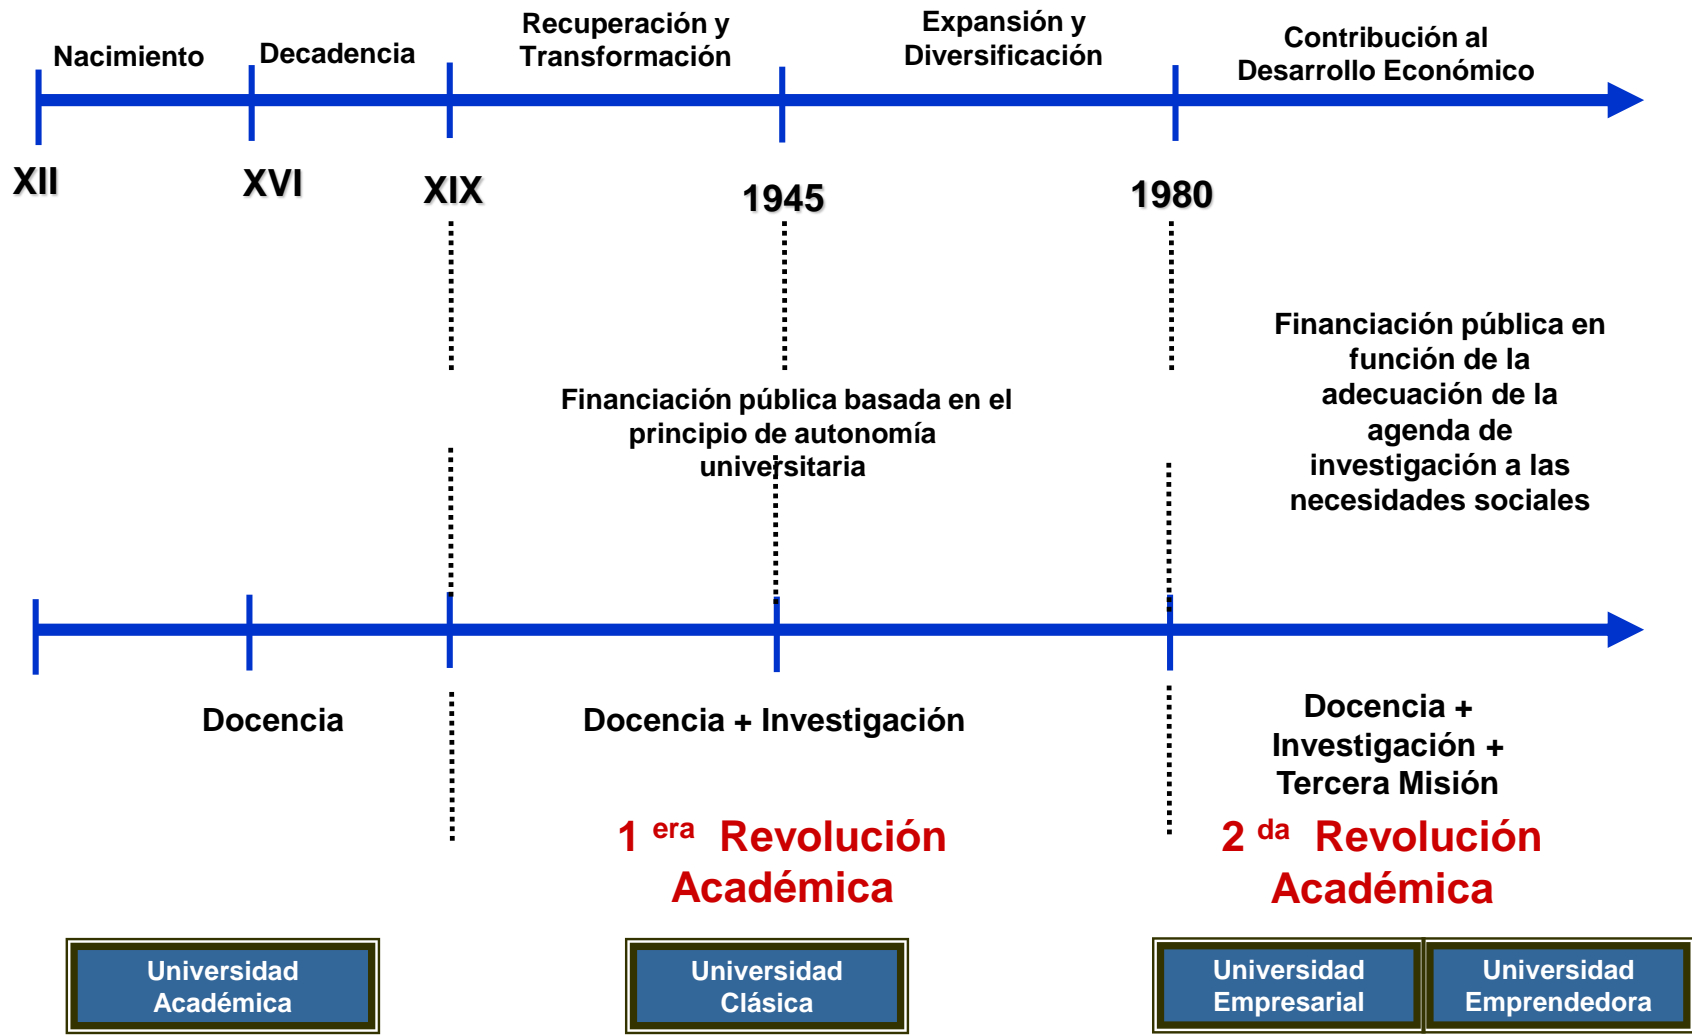 Nacimiento
Decadencia
Recuperación y
Transformación
Expansión y
Diversificación
Contribución al
Desarrollo Económico
XII
XVI
XIX
1945
1980
Financiación pública basada en el
principio de autonomía
universitaria
Financiación pública en
función de la
adecuación de la
agenda de
investigación a las
necesidades sociales
Docencia
Docencia + Investigación
Docencia +
Investigación +
Tercera Misión
1 era Revolución
Académica
2 da Revolución
Académica
Universidad
Académica
Universidad
Clásica
Universidad
Empresarial
Universidad
Emprendedora